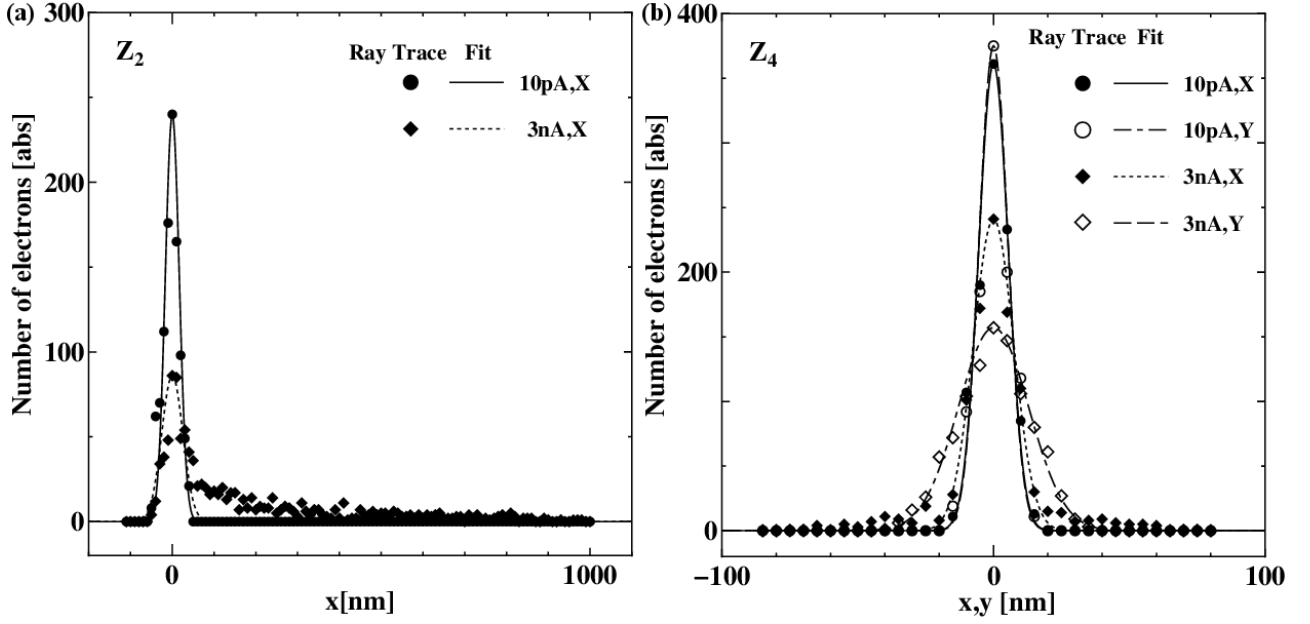 (a)
Z2
Ray Trace Fit
10pA,X
3nA,X
300
200
100
0
0
1000
Number of electrons [abs]
x[nm]
(b)
Z4
Ray Trace Fit
10pA,X
10pA,Y
3nA,X
3nA,Y
400
200
0
−100
0
100
Number of electrons [abs]
x,y [nm]